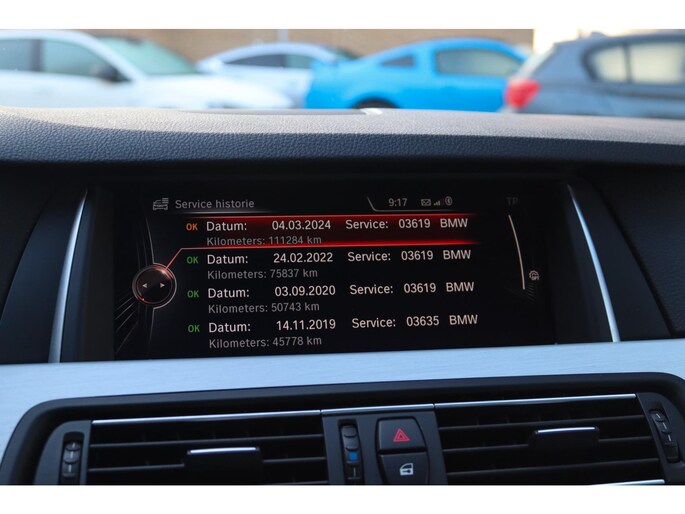 Service historie 9:17 TP
OK Datum: 04.03.2024 Service: 03619 BMW
Kilometers: 111284 km
OK Datum: 24.02.2022 Service: 03619 BMW
Kilometers: 75837 km
OK Datum: 03.09.2020 Service: 03619 BMW
Kilometers: 50743 km
OK Datum: 14.11.2019 Service: 03635 BMW
Kilometers: 45778 km